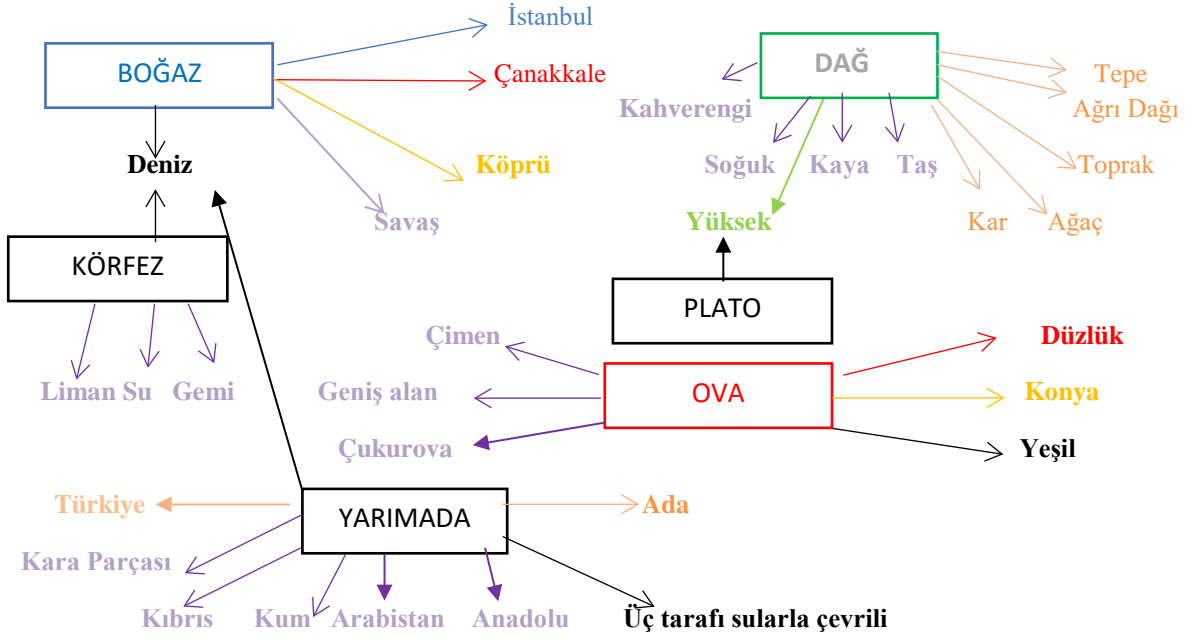 İstanbul
BOĞAZ
DAĞ
Çanakkale
Tepe
Kahverengi
Ağrı Dağı
Deniz
Köprü
Soğuk
Kaya
Taş
Toprak
Savaş
Yüksek
Kar
Ağaç
KÖRFEZ
PLATO
Çimen
Düzlük
Liman Su
Gemi
Geniş alan
OVA
Konya
Çukurova
Yeşil
Türkiye
YARIMADA
Ada
Kara Parçası
Kıbrıs
Kum
Arabistan
Anadolu
Üç tarafı sularla çevrili